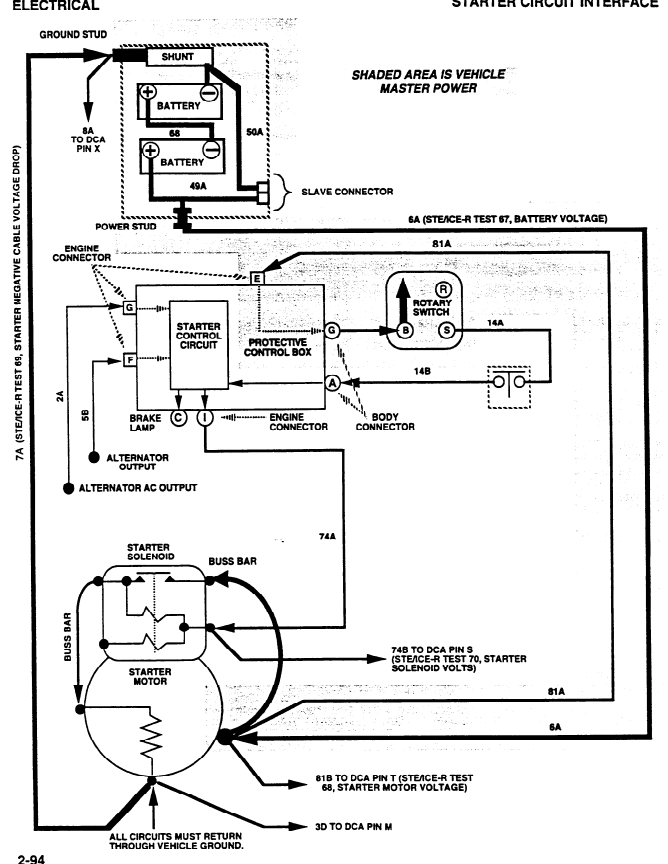 ELECTRICAL
STARTER CIRCUIT INTERFACE
GROUND STUD
SHUNT
SHADED AREA IS VEHICLE
MASTER POWER
+ −
BATTERY
8A
TO DCA
PIN X
68
50A
+ −
BATTERY
49A
SLAVE CONNECTOR
POWER STUD
6A (STE/ICE-R TEST 67, BATTERY VOLTAGE)
81A
ENGINE
CONNECTOR
E
R
ROTARY
SWITCH
G
STARTER
CONTROL
CIRCUIT
PROTECTIVE
CONTROL BOX
G
B
S
14A
F
14B
A
2A
5B
BRAKE
LAMP
C
I
ENGINE
CONNECTOR
BODY
CONNECTOR
7A (STE/ICE-R TEST 69, STARTER NEGATIVE CABLE VOLTAGE DROP)
ALTERNATOR
OUTPUT
ALTERNATOR AC OUTPUT
74A
STARTER
SOLENOID
BUSS BAR
BUSS BAR
74B TO DCA PIN S
(STE/ICE-R TEST 70, STARTER
SOLENOID VOLTS)
STARTER
MOTOR
81A
6A
81B TO DCA PIN T (STE/ICE-R TEST
68, STARTER MOTOR VOLTAGE)
3D TO DCA PIN M
ALL CIRCUITS MUST RETURN
THROUGH VEHICLE GROUND.
2-94